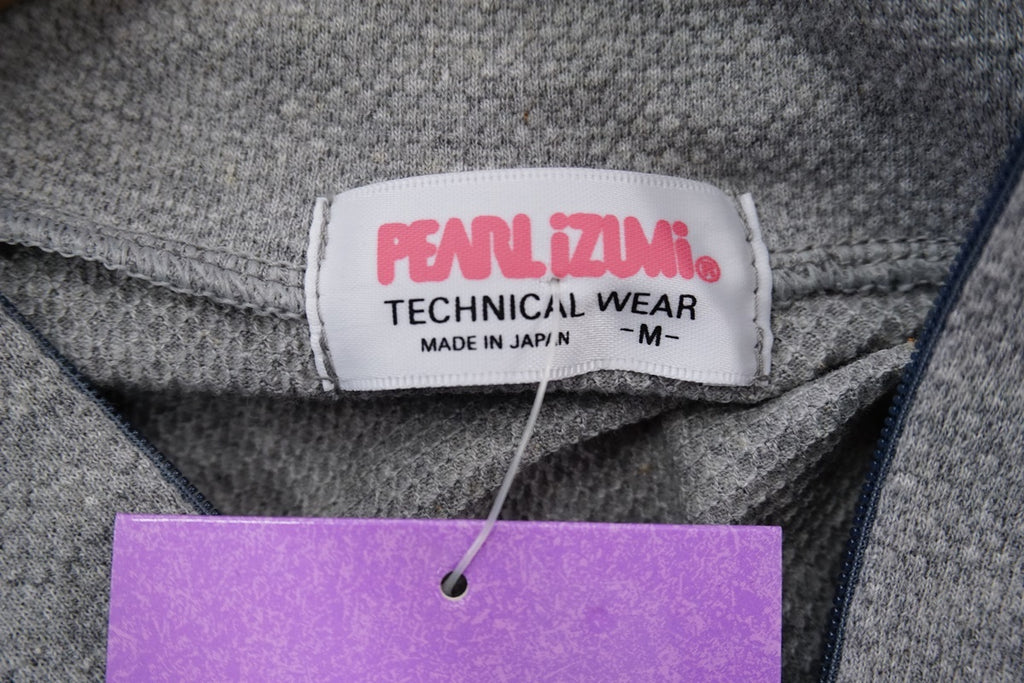 PEARL iZUMi®
TECHNICAL WEAR
MADE IN JAPAN -M-